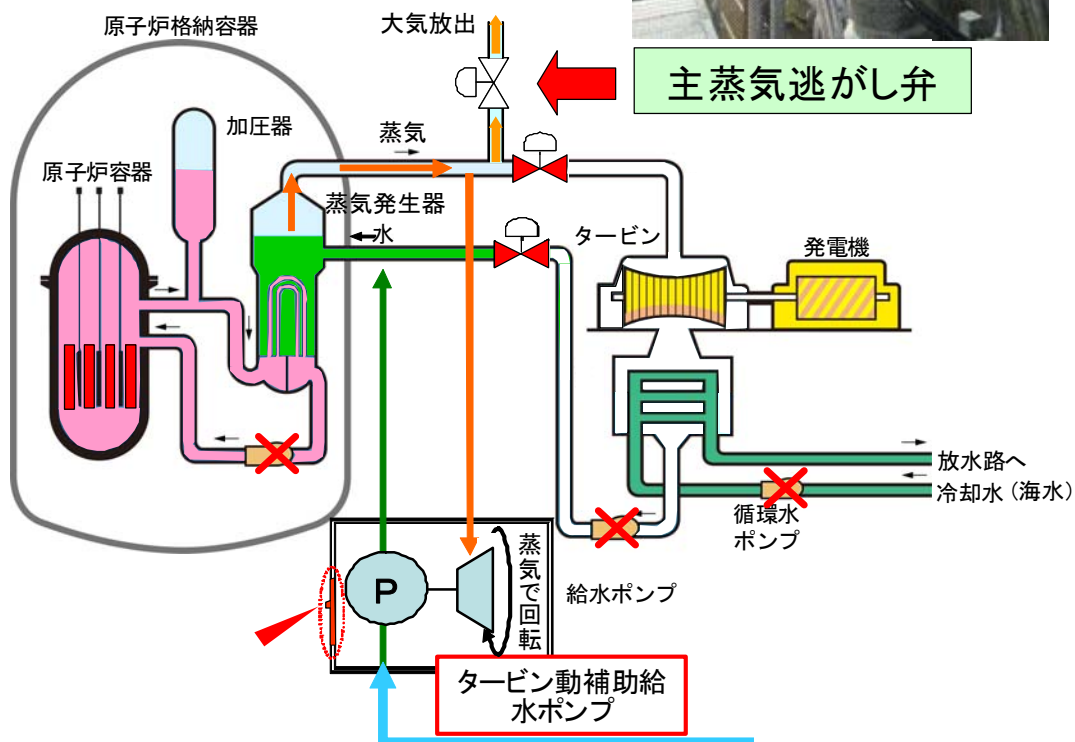 原子炉格納容器
大気放出
主蒸気逃がし弁
加圧器
蒸気
原子炉容器
蒸気発生器
水
タービン
発電機
放水路へ
冷却水（海水）
循環水
ポンプ
給水ポンプ
P
蒸気で回転
タービン動補助給
水ポンプ